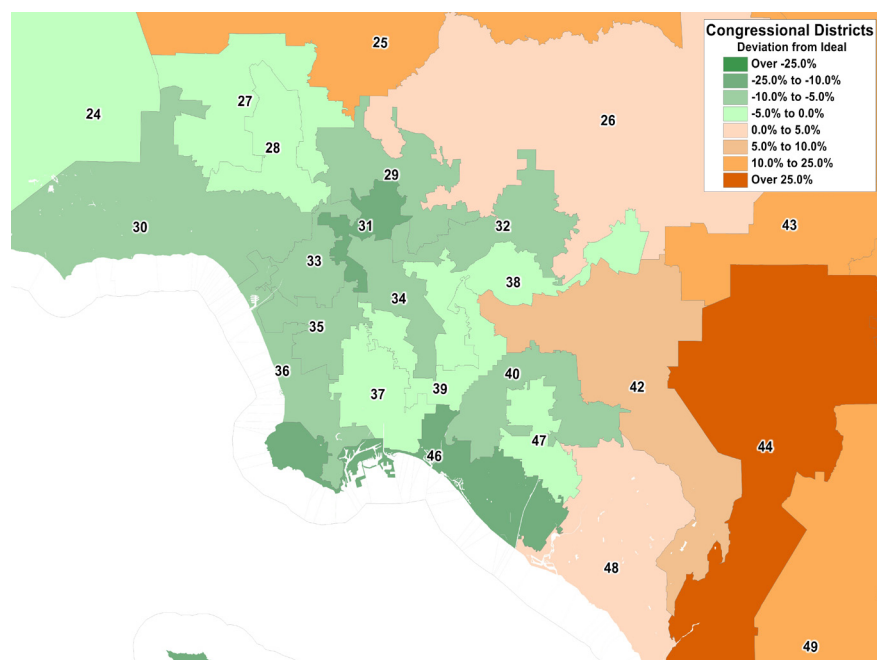 Congressional Districts
Deviation from Ideal
Over -25.0%
-25.0% to -10.0%
-10.0% to -5.0%
-5.0% to 0.0%
0.0% to 5.0%
5.0% to 10.0%
10.0% to 25.0%
Over 25.0%
25
27
24
26
28
29
30
31
32
43
33
38
34
35
36
40
42
37
39
47
44
46
48
49